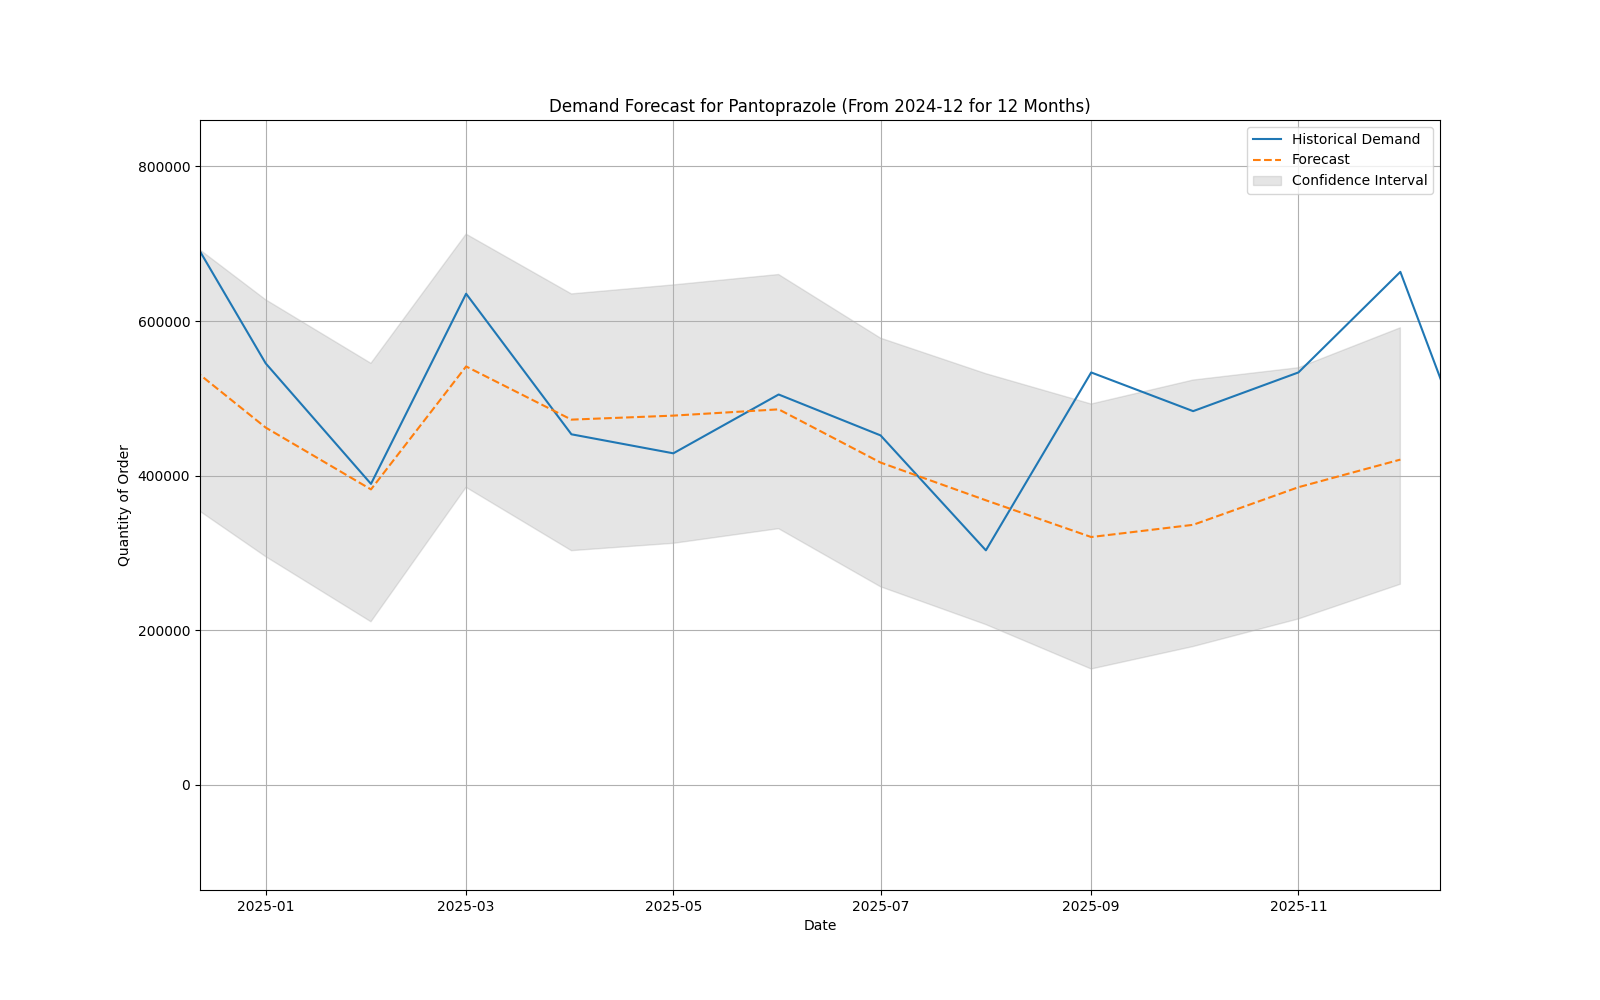 Demand Forecast for Pantoprazole (From 2024-12 for 12 Months)
Historical Demand
Forecast
Confidence Interval
800000
600000
400000
200000
0
Quantity of Order
2025-01 2025-03 2025-05 2025-07 2025-09 2025-11
Date